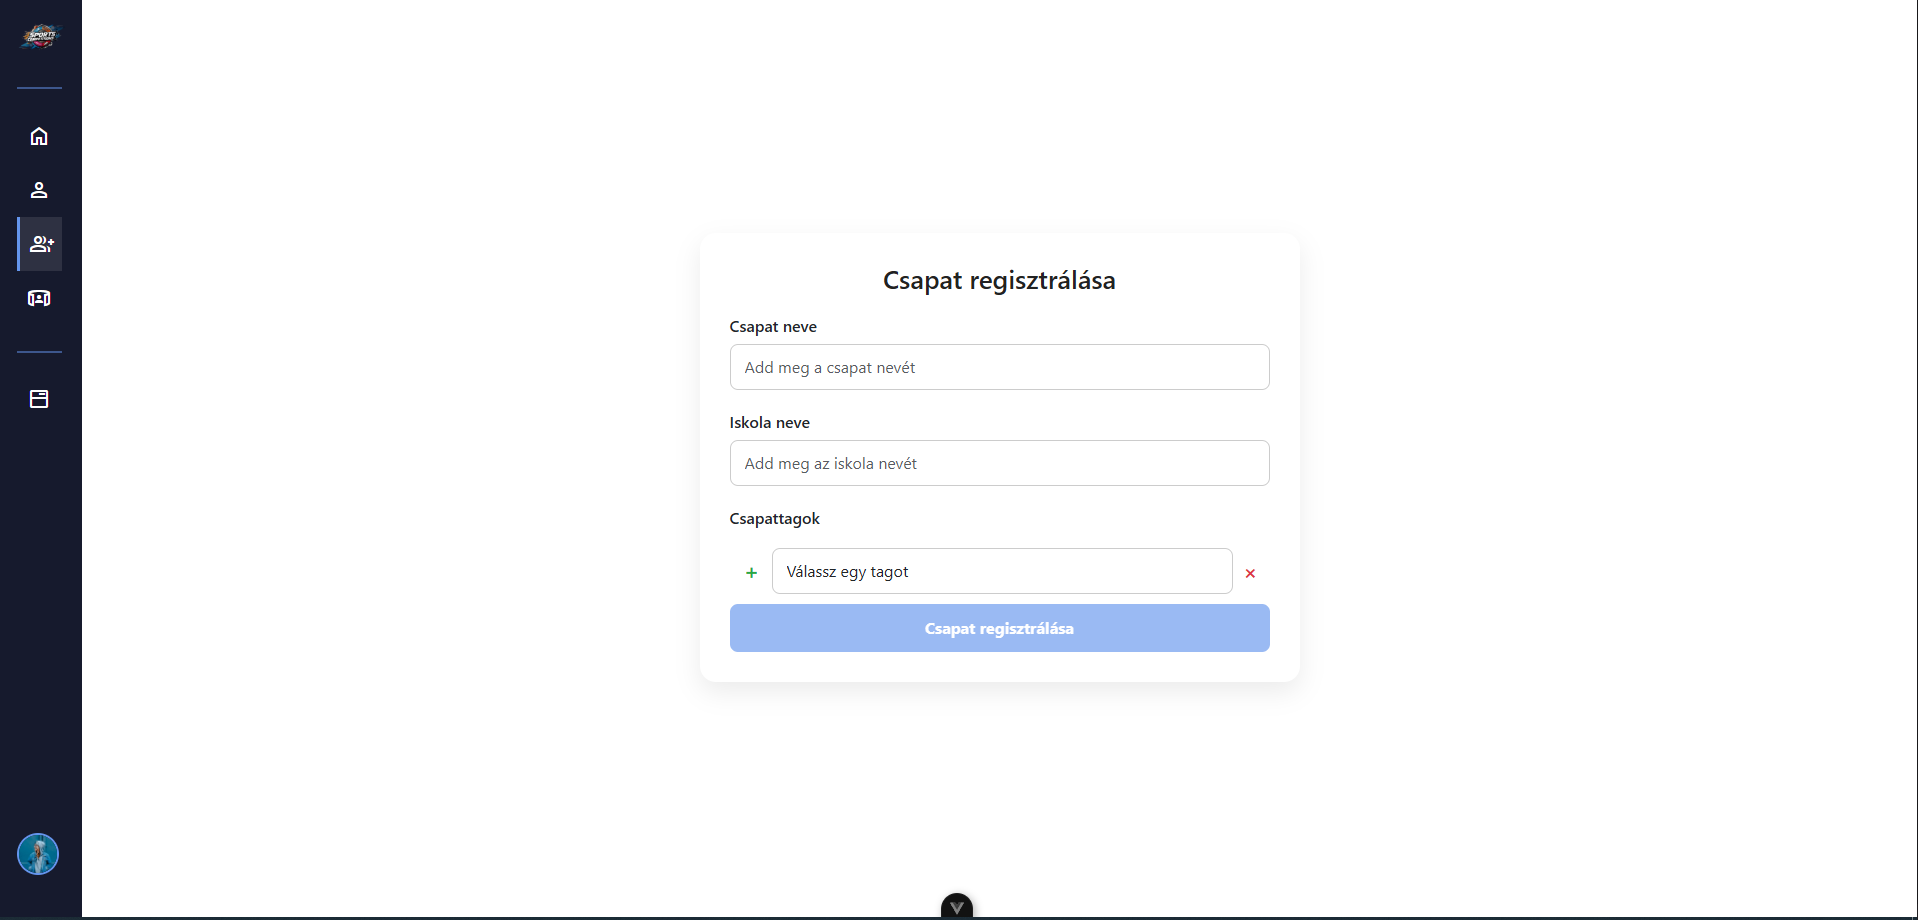 SPORTS
Csapat regisztrálása
Csapat neve
Add meg a csapat nevét
Iskola neve
Add meg az iskola nevét
Csapattagok
+ Válassz egy tagot ×
Csapat regisztrálása